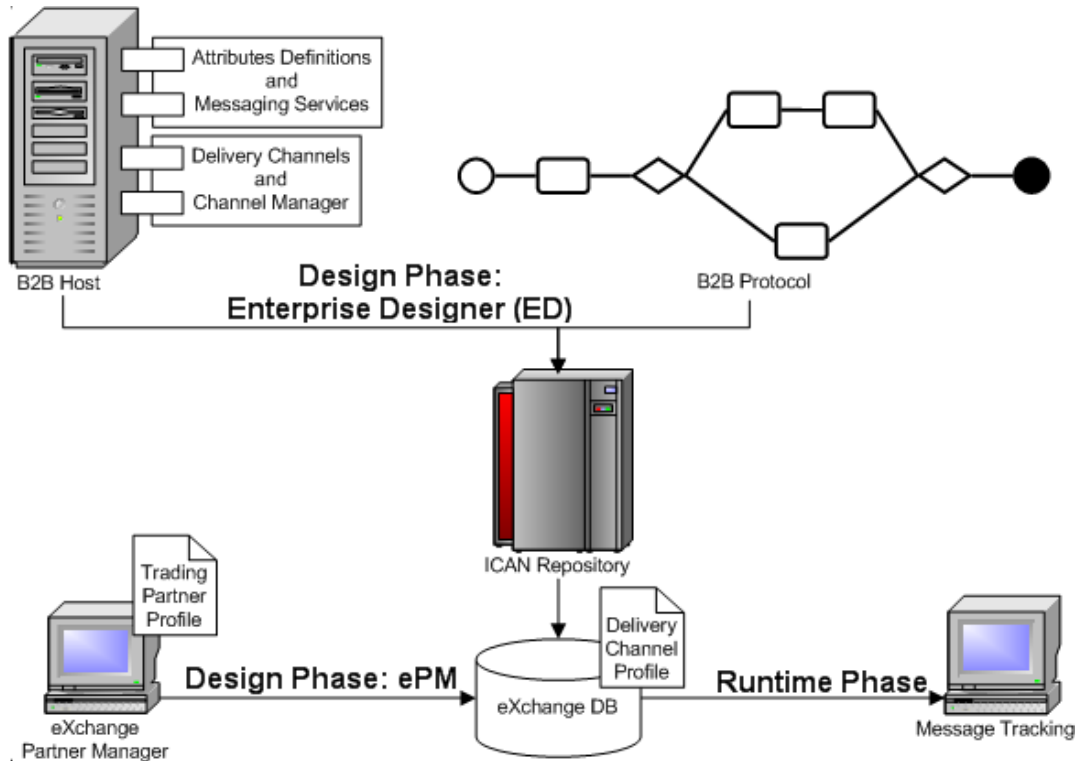 Attributes Definitions
and
Messaging Services
Delivery Channels
and
Channel Manager
B2B Host
B2B Protocol
Design Phase:
Enterprise Designer (ED)
ICAN Repository
Trading
Partner
Profile
Delivery
Channel
Profile
Design Phase: ePM
eXchange DB
Runtime Phase
eXchange
Partner Manager
Message Tracking